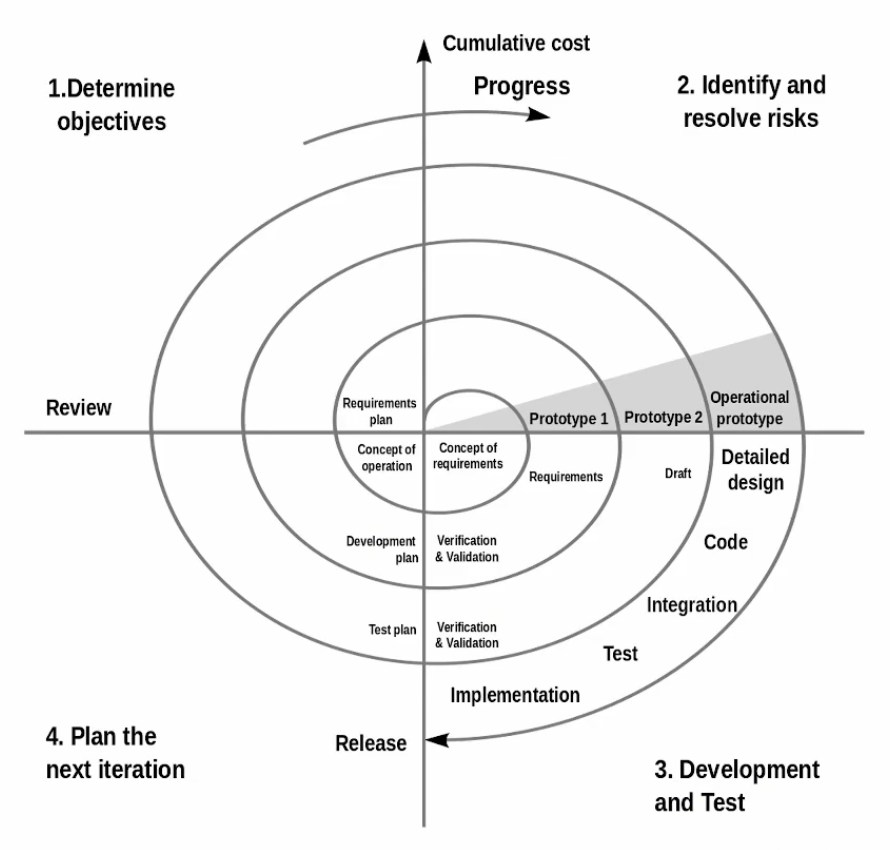 Cumulative cost
Progress
1.Determine
objectives
2. Identify and
resolve risks
Review
Requirements
plan
Prototype 1
Prototype 2
Operational
prototype
Concept of
operation
Concept of
requirements
Requirements
Draft
Detailed
design
Development
plan
Verification
& Validation
Code
Integration
Test plan
Verification
& Validation
Test
Implementation
Release
4. Plan the
next iteration
3. Development
and Test